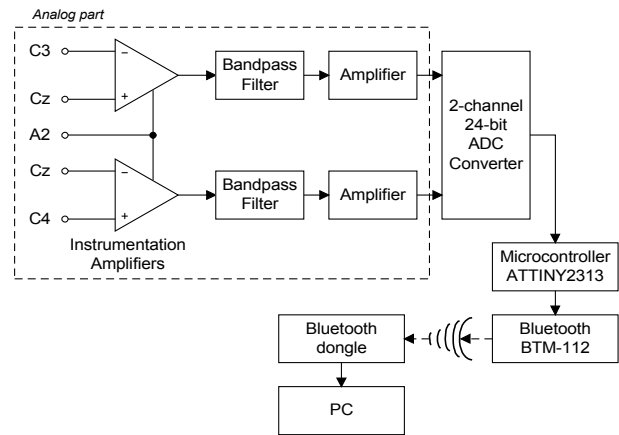 Analog part
C3
−
Cz
+
A2
Cz
−
C4
+
Instrumentation
Amplifiers
Bandpass
Filter
Amplifier
Bandpass
Filter
Amplifier
2-channel
24-bit
ADC
Converter
Microcontroller
ATTINY2313
Bluetooth
BTM-112
Bluetooth
dongle
PC